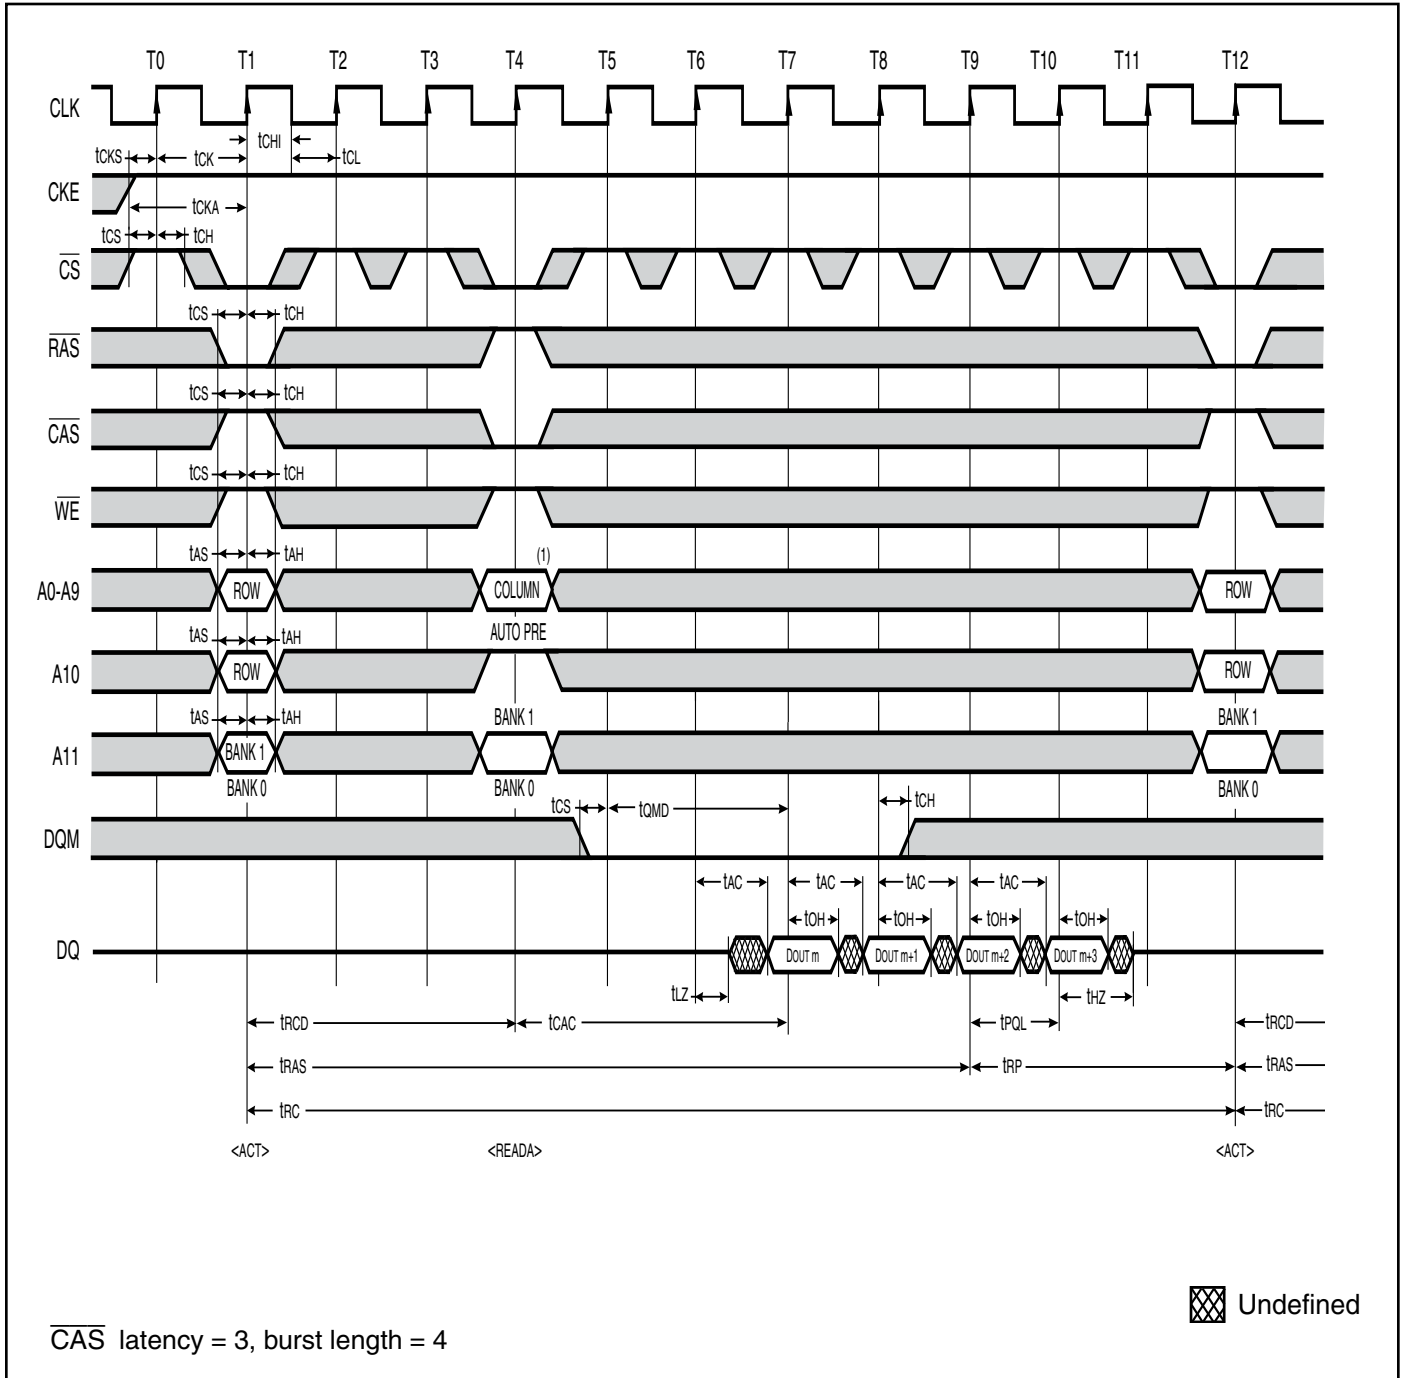 T0 T1 T2 T3 T4 T5 T6 T7 T8 T9 T10 T11 T12
CLK
tCHI
tCKS tCK tCL
CKE
tCKA
tCS tCH
CS
tCS tCH
RAS
tCS tCH
CAS
tCS tCH
WE
tAS tAH (1)
A0-A9 ROW COLUMN ROW
tAS tAH AUTO PRE
A10 ROW ROW
tAS tAH BANK 1 BANK 1
A11 BANK 1
BANK 0 BANK 0 BANK 0
tCS tQMD tCH
DQM
tAC tAC tAC tAC
tOH tOH tOH tOH
DQ DOUT m DOUT m+1 DOUT m+2 DOUT m+3
tLZ tHZ
tRCD tCAC tPQL tRCD
tRAS tRP tRAS
tRC tRC
<ACT> <READA> <ACT>
Undefined
CAS latency = 3, burst length = 4